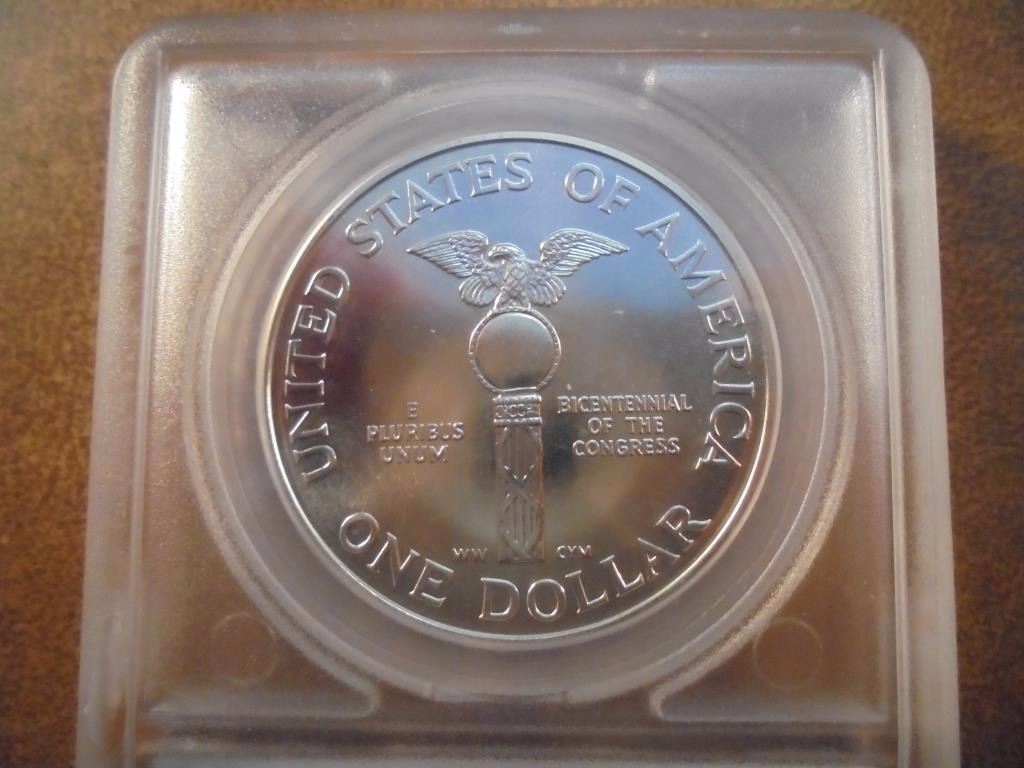 UNITED STATES OF AMERICA
E
PLURIBUS
UNUM
BICENTENNIAL
OF THE
CONGRESS
WW
CYM
ONE DOLLAR